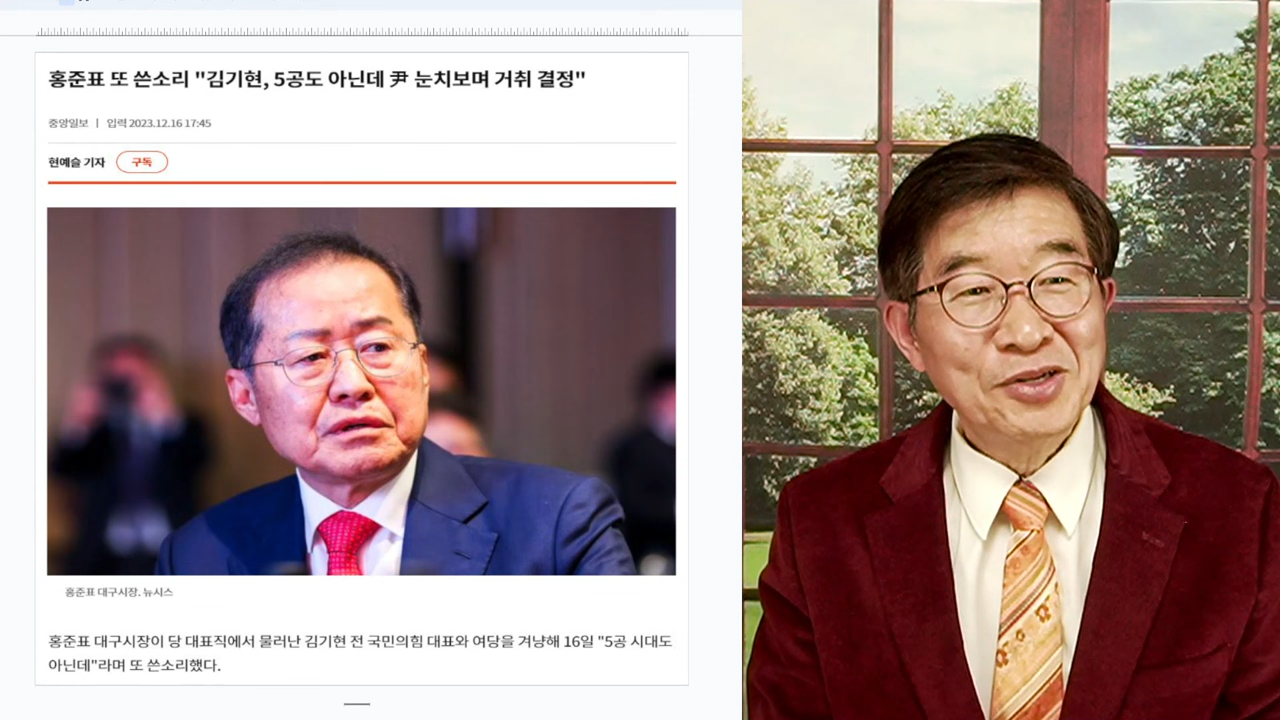 홍준표 또 쓴소리 "김기현, 5공도 아닌데 尹 눈치보며 거취 결정"
중앙일보 | 입력 2023.12.16 17:45
현예슬 기자 구독
홍준표 대구시장. 뉴시스
홍준표 대구시장이 당 대표직에서 물러난 김기현 전 국민의힘 대표와 여당을 겨냥해 16일 "5공 시대도
아닌데"라며 또 쓴소리했다.